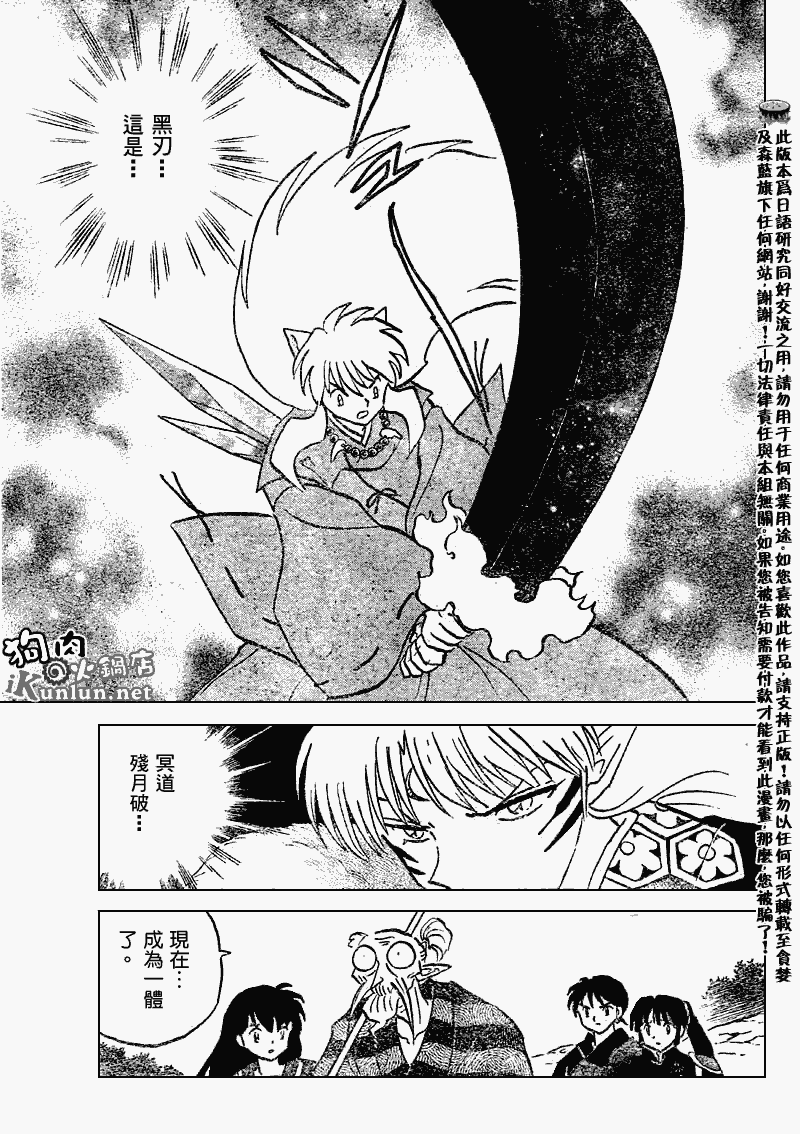 黑刃…
這是…
冥道
殘月破…
現在…
成為一體
了。
此版本爲日語研究同好交流之用，請勿用于任何商業用途。如您喜歡此作品，請支持正版！請勿以任何形式轉載至貪婪
及森藍旗下任何網站，謝謝！一切法律責任與本組無關。如果您被告知需要付款才能看到此漫畫，那麼，您被騙了！
狗肉
火鍋店
iKunlun.net